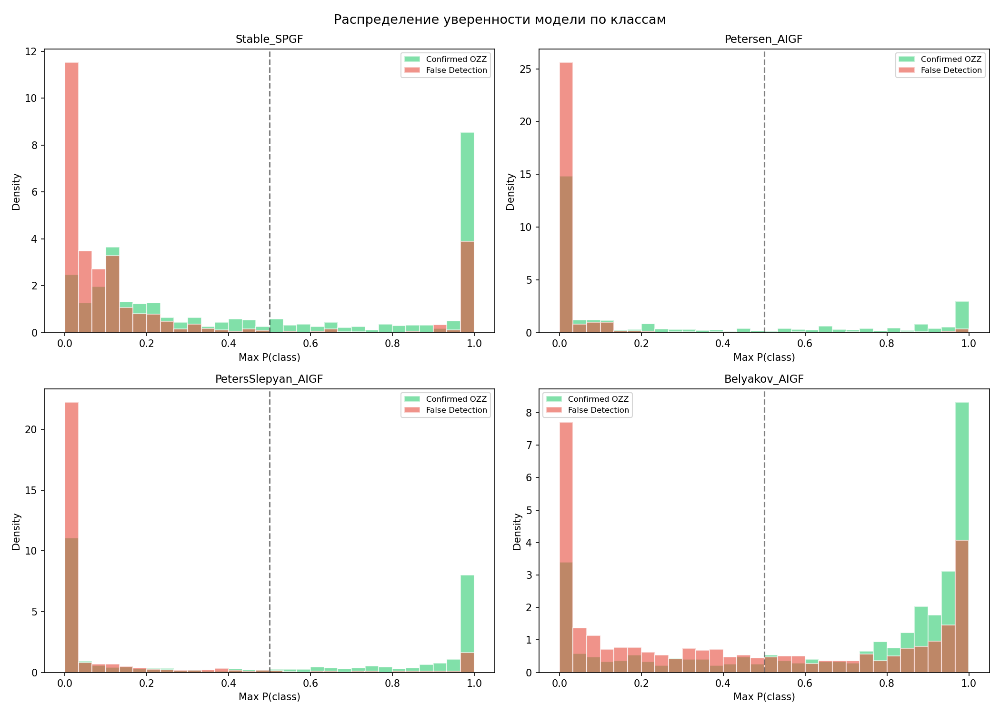 Распределение уверенности модели по классам
Stable_SPGF
Confirmed OZZ
False Detection
Density
12
10
8
6
4
2
0
0.0 0.2 0.4 0.6 0.8 1.0
Max P(class)
Petersen_AIGF
Confirmed OZZ
False Detection
Density
25
20
15
10
5
0
0.0 0.2 0.4 0.6 0.8 1.0
Max P(class)
PetersSlepyan_AIGF
Confirmed OZZ
False Detection
Density
20
15
10
5
0
0.0 0.2 0.4 0.6 0.8 1.0
Max P(class)
Belyakov_AIGF
Confirmed OZZ
False Detection
Density
8
7
6
5
4
3
2
1
0
0.0 0.2 0.4 0.6 0.8 1.0
Max P(class)